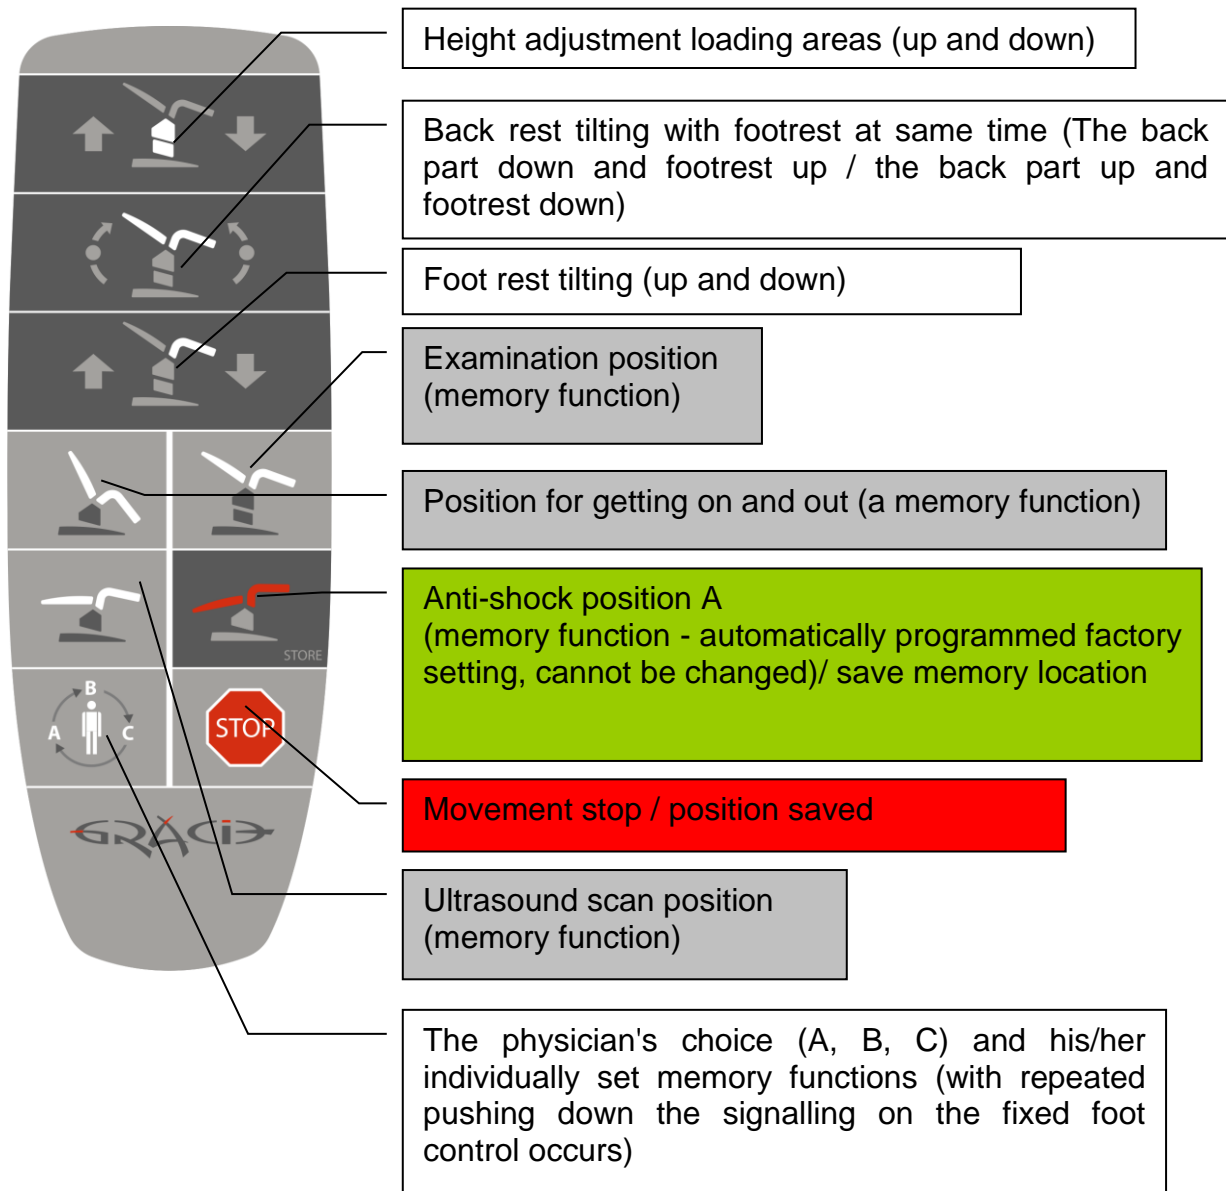 Height adjustment loading areas (up and down)
Back rest tilting with footrest at same time (The back
part down and footrest up / the back part up and
footrest down)
Foot rest tilting (up and down)
Examination position
(memory function)
Position for getting on and out (a memory function)
Anti-shock position A
(memory function - automatically programmed factory
setting, cannot be changed)/ save memory location
STORE
B
A
C
STOP
Movement stop / position saved
GRACIE
Ultrasound scan position
(memory function)
The physician's choice (A, B, C) and his/her
individually set memory functions (with repeated
pushing down the signalling on the fixed foot
control occurs)